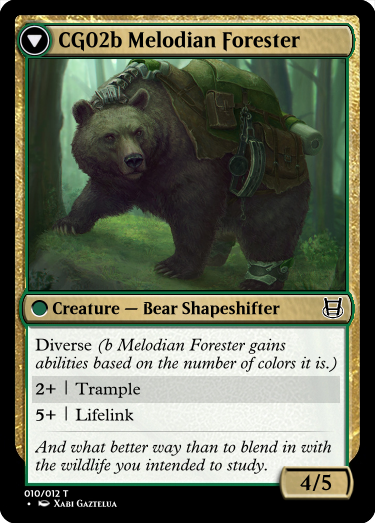 CG02b Melodian Forester
Creature — Bear Shapeshifter
Diverse (b Melodian Forester gains
abilities based on the number of colors it is.)
2+ | Trample
5+ | Lifelink
And what better way than to blend in with
the wildlife you intended to study.
4/5
010/012 T
• Xabi Gaztelua